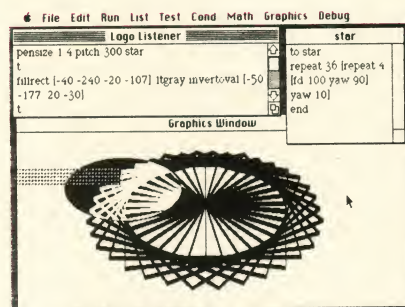 File Edit Run List Test Cond Math Graphics Debug
Logo Listener
pensize 1 4 pitch 300 star
t
fillrect [-40 -240 -20 -107] ltgray invertoval [-50
-177 20 -30]
t
star
to star
repeat 36 [repeat 4
[fd 100 yaw 90]
yaw 10]
end
Graphics Window